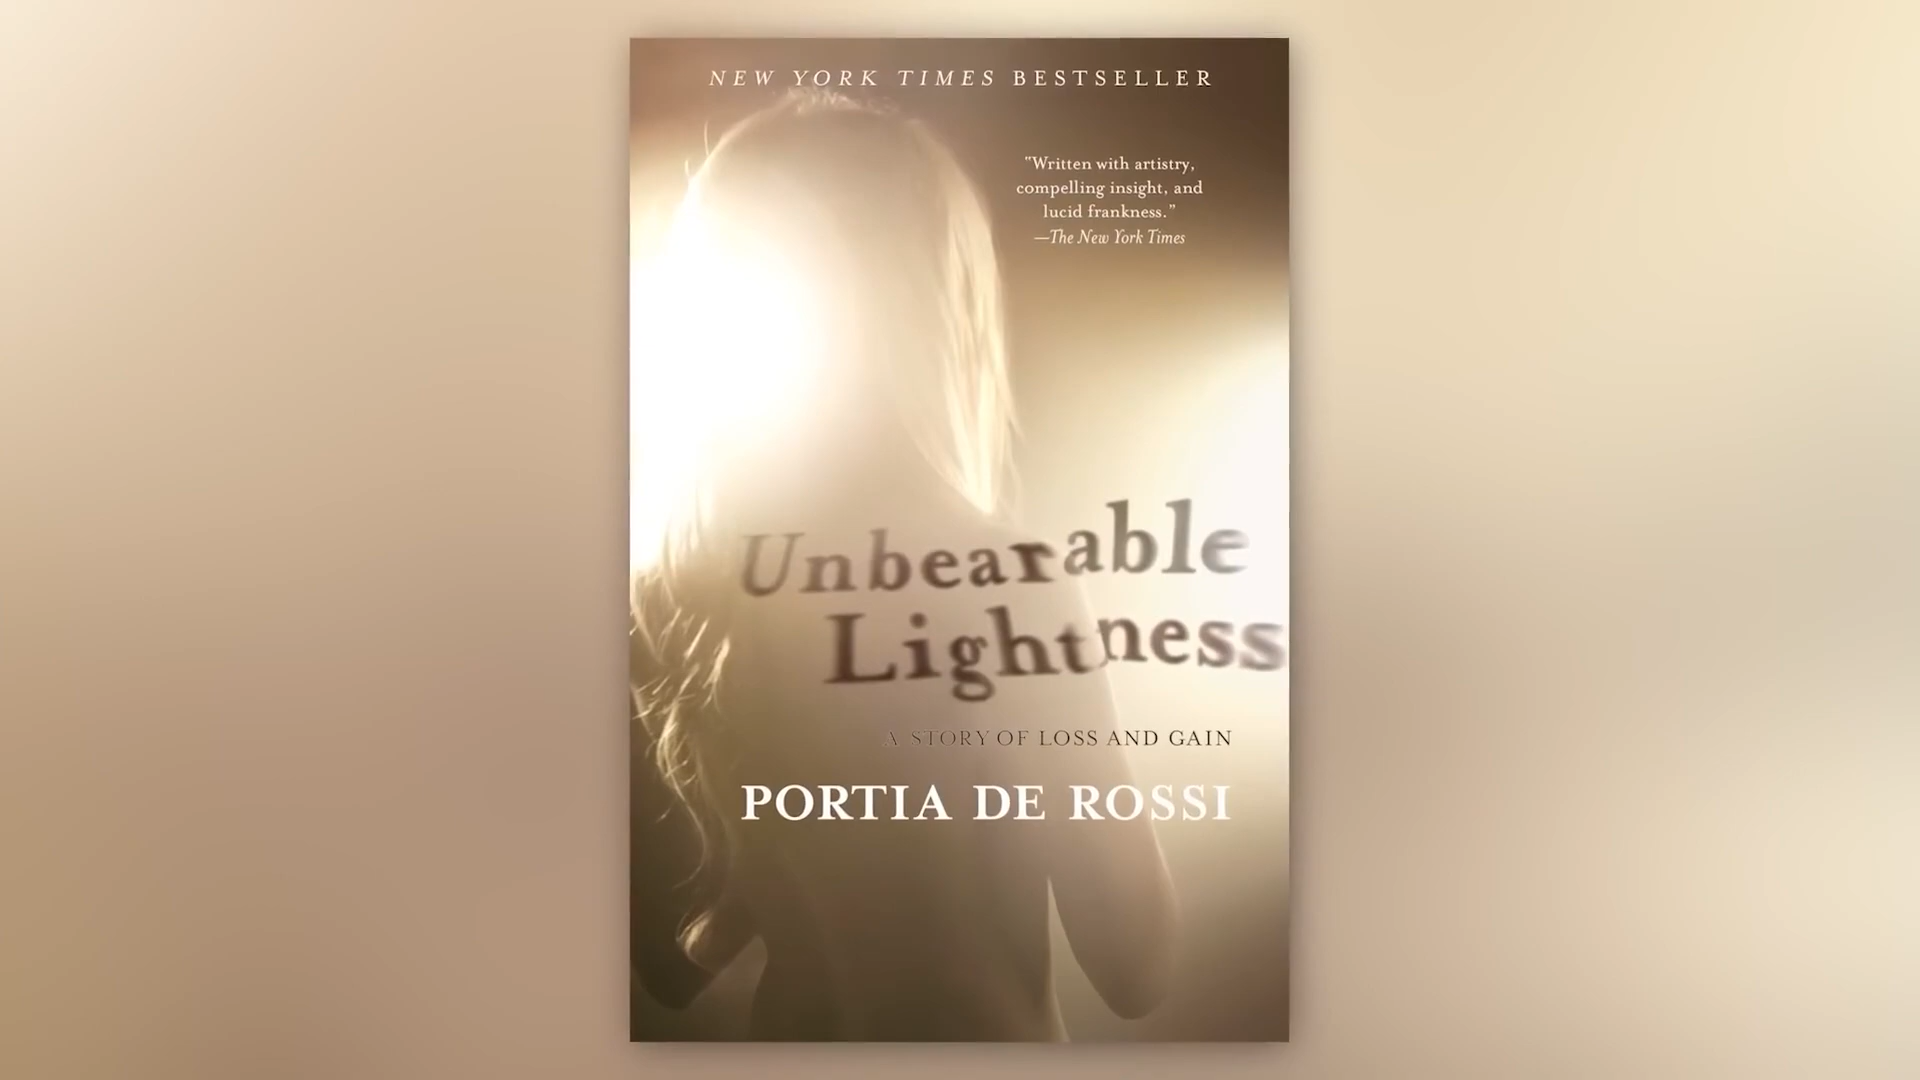 NEW YORK TIMES BESTSELLER
"Written with artistry,
compelling insight, and
lucid frankness.”
—The New York Times
Unbearable
Lightness
A STORY OF LOSS AND GAIN
PORTIA DE ROSSI